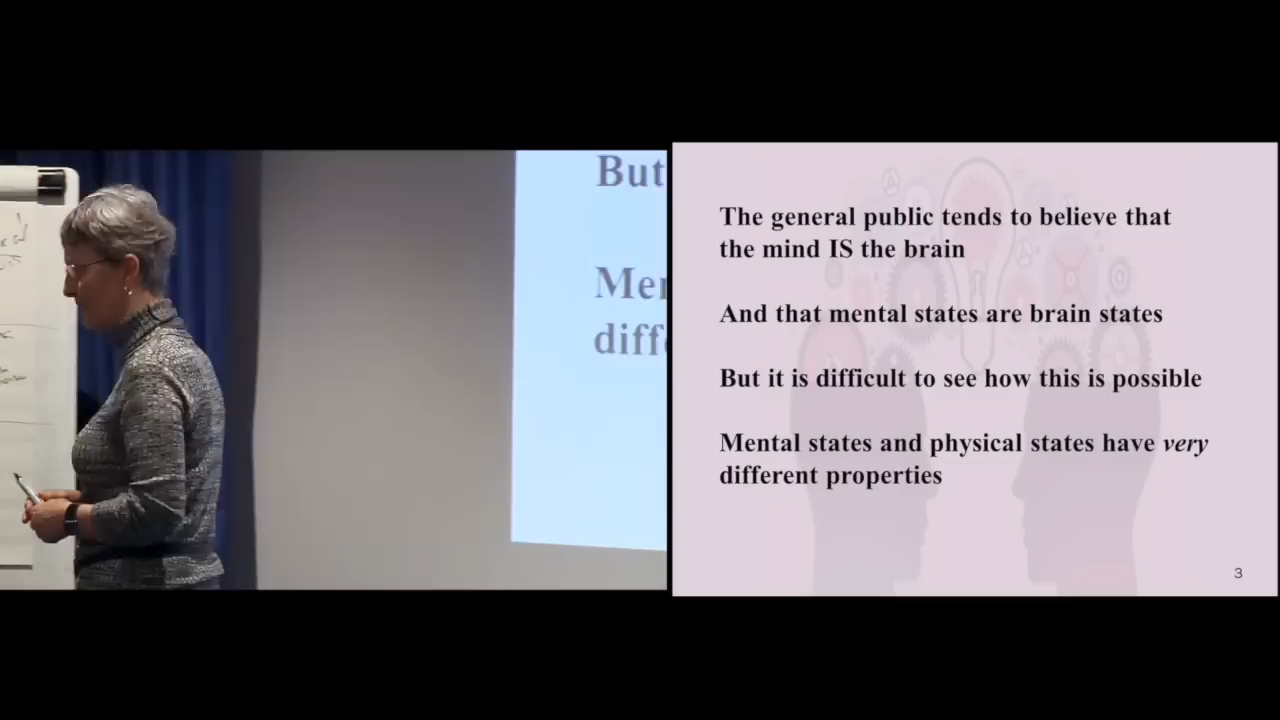 But
The general public tends to believe that
the mind IS the brain
And that mental states are brain states
But it is difficult to see how this is possible
Mental states and physical states have very
different properties
3